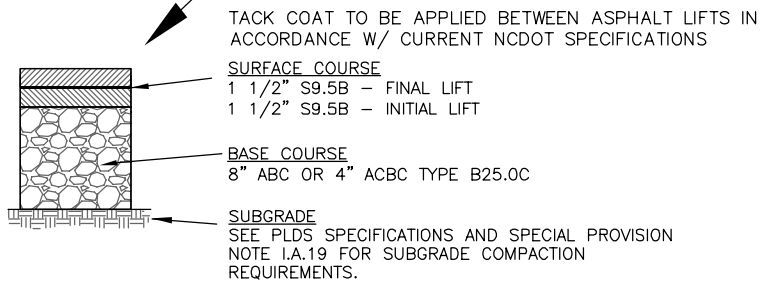 TACK COAT TO BE APPLIED BETWEEN ASPHALT LIFTS IN
ACCORDANCE W/ CURRENT NCDOT SPECIFICATIONS
SURFACE COURSE
1 1/2" S9.5B – FINAL LIFT
1 1/2" S9.5B – INITIAL LIFT
BASE COURSE
8" ABC OR 4" ACBC TYPE B25.0C
SUBGRADE
SEE PLDS SPECIFICATIONS AND SPECIAL PROVISION
NOTE I.A.19 FOR SUBGRADE COMPACTION
REQUIREMENTS.